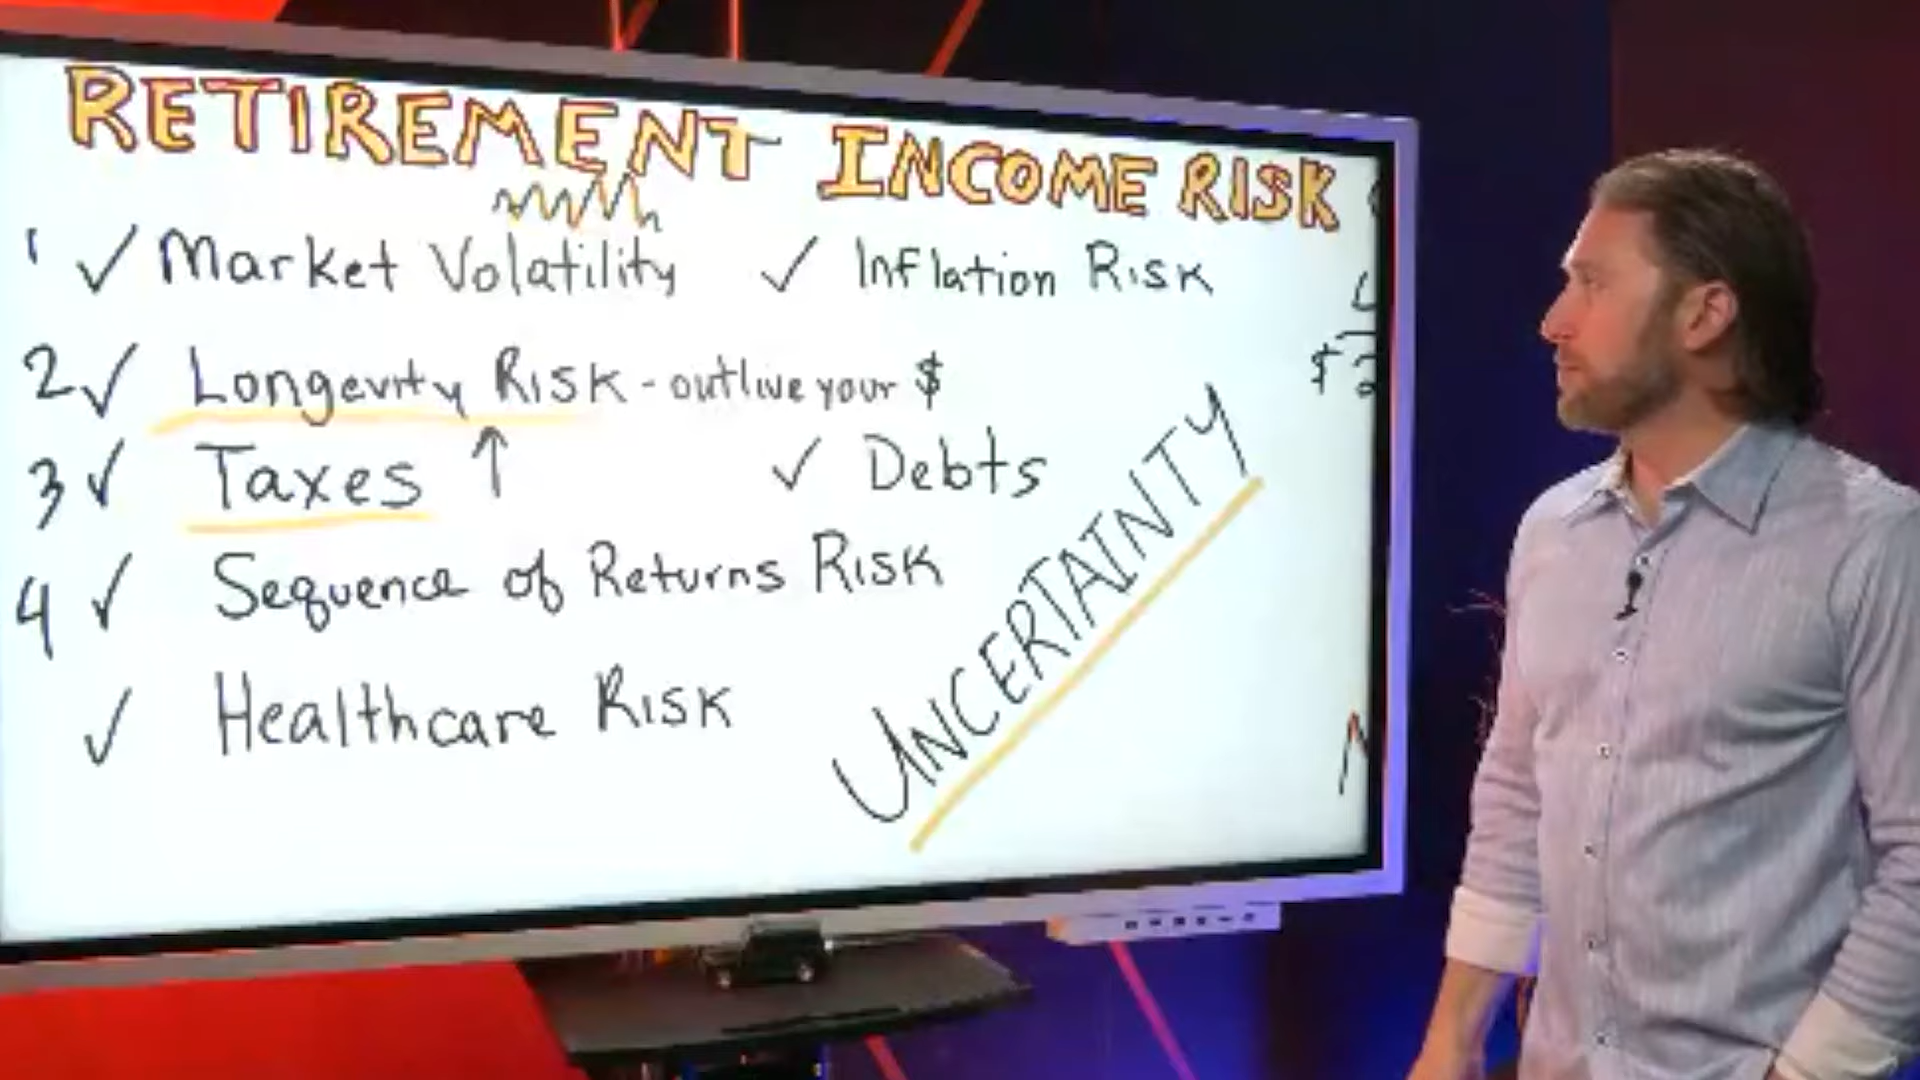 RETIREMENT INCOME RISK
1 ✓ Market Volatility ✓ Inflation Risk
2 ✓ Longevity Risk - outlive your $
3 ✓ Taxes ↑ ✓ Debts
4 ✓ Sequence of Returns Risk
✓ Healthcare Risk
UNCERTAINTY